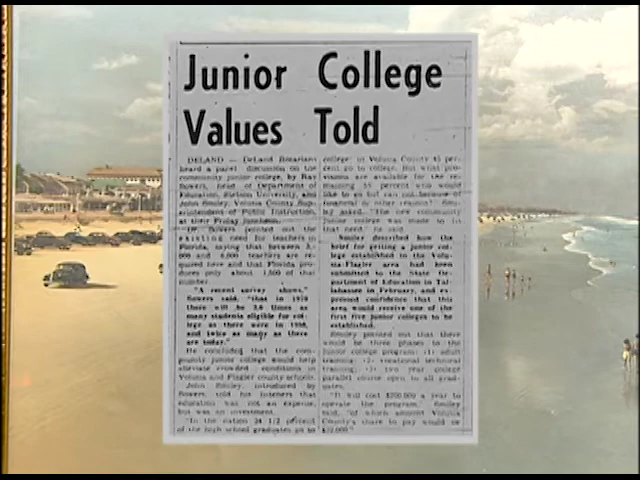 Junior College
Values Told
DELAND — DeLand Rotarians
heard a panel discussion on the
community junior college, by Ray
Sowers, head of Department of
Education, Stetson University, and
John Smiley, Volusia County Sup-
erintendent of Public Instruction,
at their Friday luncheon.
Dr. Sowers pointed out the
existing need for teachers in
Florida, saying that between
000 and 6,000 teachers are re-
quired here and that Florida pro-
duces only about 1,500 of that
number.
"A recent survey shows,"
Sowers said, "that in 1970
there will be 3.6 times as
many students eligible for col-
lege as there were in 1950,
and twice as many as there
are today."
He concluded that the com-
munity junior college would help
alleviate crowded conditions in
Volusia and Flagler county schools.
John Smiley, introduced by
Sowers, told his listeners that
education was not an expense,
but was an investment.
"In the nation 34 1/2 percent
of the high school graduates go to
college; in Volusia County 45 per-
cent go to college. But what pro-
visions are available for the re-
maining 55 percent who would
like to go but can not because of
financial or other reasons?" Smi-
ley asked. "The new community
junior college was made to fit
that need," he said.
Smiley described how the
brief for getting a junior col-
lege established in the Volu-
sia-Flagler area had been
submitted to the State De-
partment of Education in Tal-
lahassee in February, and ex-
pressed confidence that this
area would receive one of the
first five junior colleges to be
established.
Smiley pointed out that there
would be three phases to the
junior college program: (1) adult
training; (2) vocational technical
training; (3) two year college
parallel course open to all grad-
uates.
"It will cost $200,000 a year to
operate the program," Smiley
said, "of which amount Volusia
County's share to pay would be